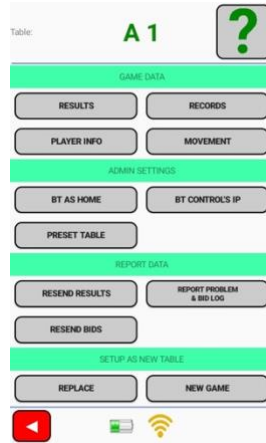 Table:
A 1
?
GAME DATA
RESULTS
RECORDS
PLAYER INFO
MOVEMENT
ADMIN SETTINGS
BT AS HOME
BT CONTROL'S IP
PRESET TABLE
REPORT DATA
RESEND RESULTS
REPORT PROBLEM
& BID LOG
RESEND BIDS
SETUP AS NEW TABLE
REPLACE
NEW GAME